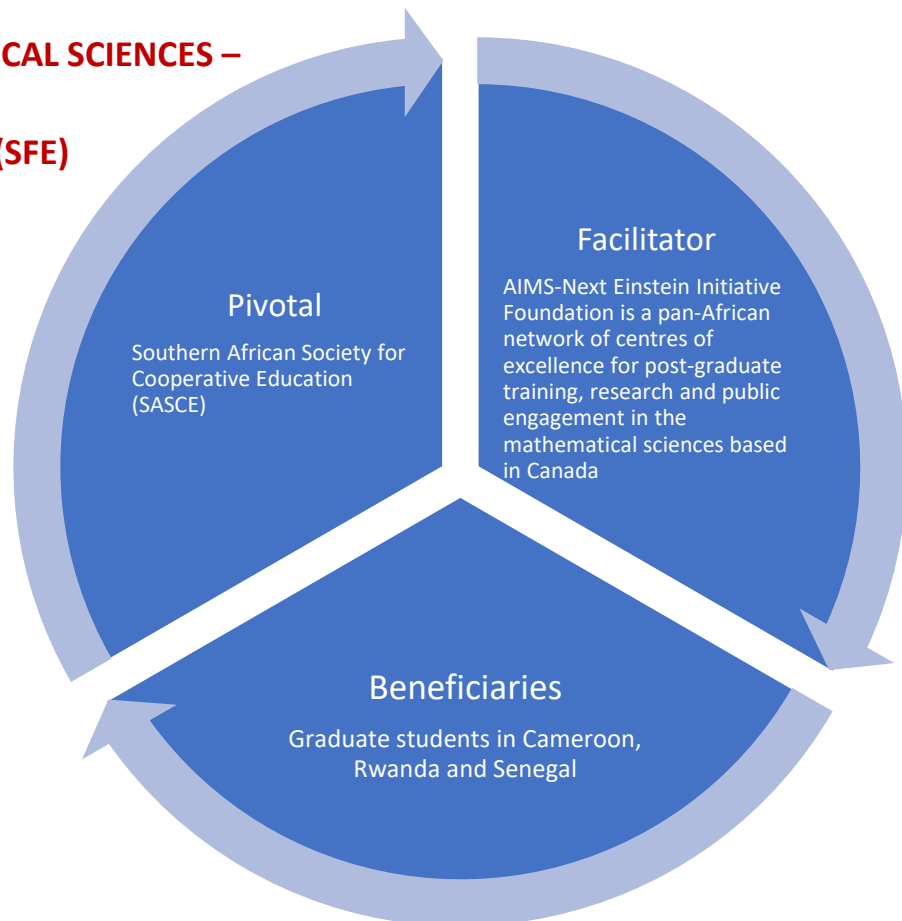 ICAL SCIENCES –
(SFE)
Pivotal
Southern African Society for
Cooperative Education
(SASCE)
Facilitator
AIMS-Next Einstein Initiative
Foundation is a pan-African
network of centres of
excellence for post-graduate
training, research and public
engagement in the
mathematical sciences based
in Canada
Beneficiaries
Graduate students in Cameroon,
Rwanda and Senegal